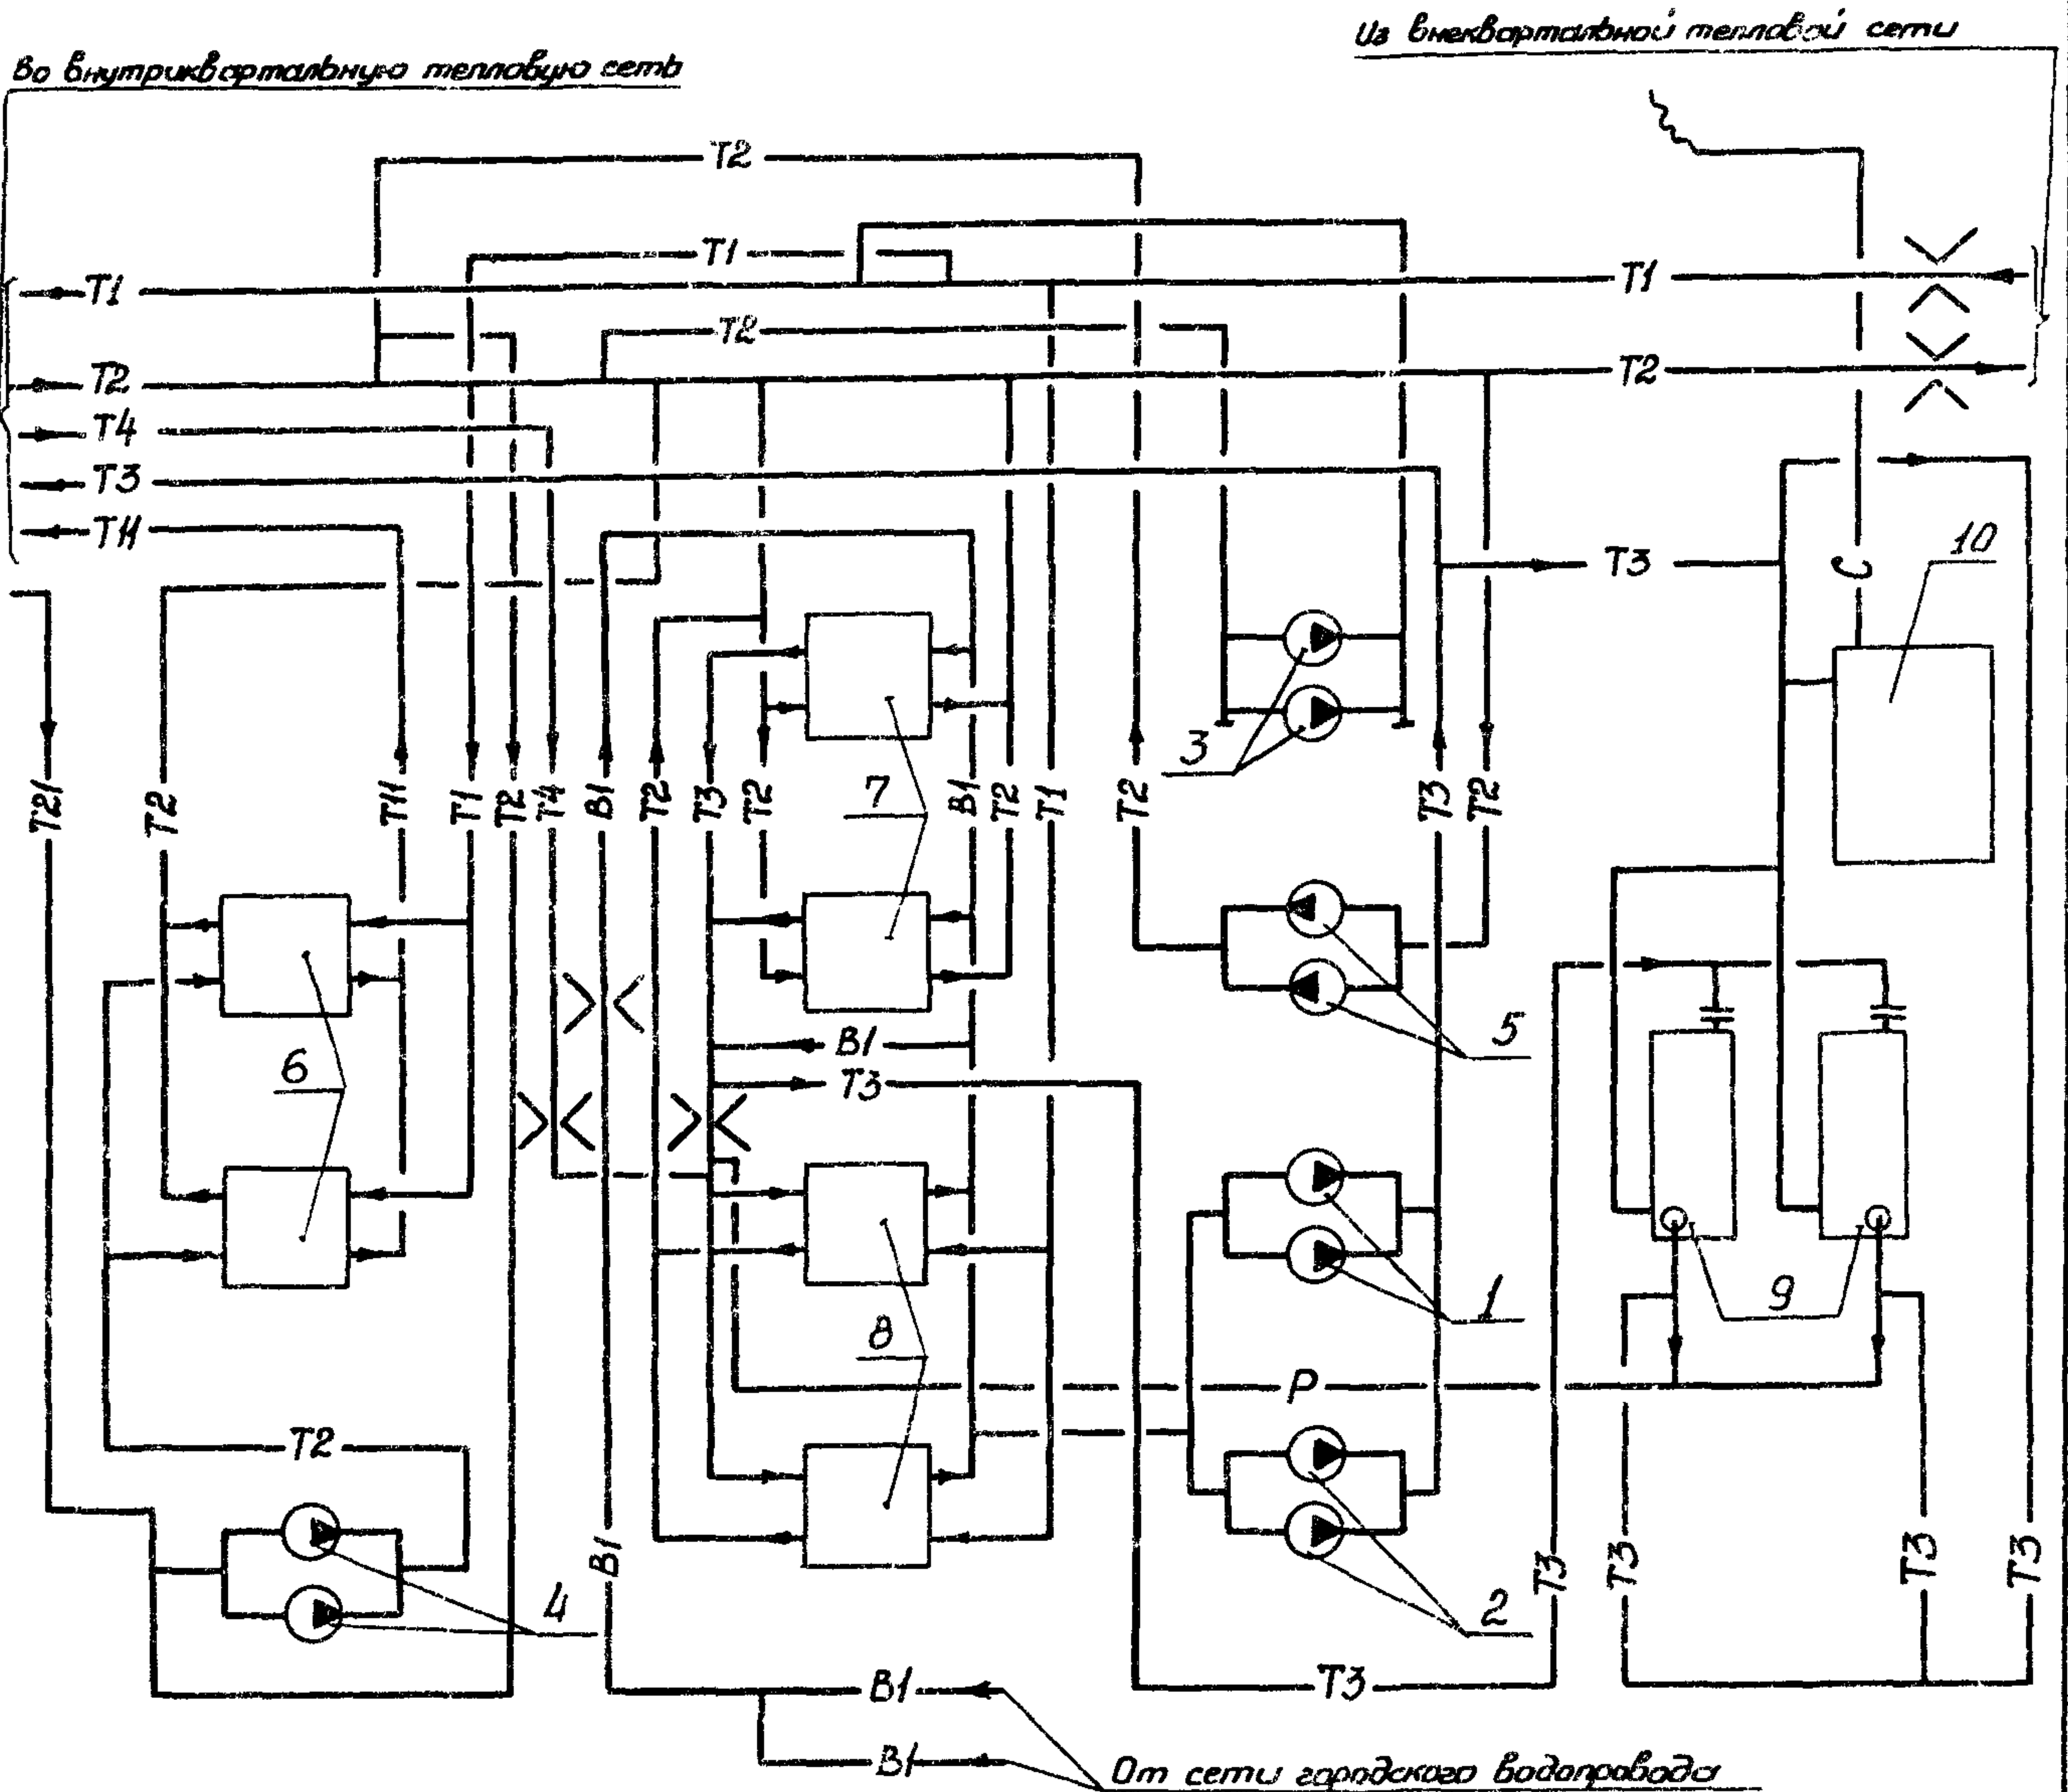 Из внеквартальной тепловой сети
Во внутриквартальную тепловую сеть
Т2
Т1
Т1
Т1
Т2
Т2
Т2
Т4
Т3
Т11
Т3
С
10
3
Т21
Т2
Т11
Т1
Т2
Т4
В1
Т2
Т3
Т2
7
В1
Т2
Т1
Т2
Т3
Т2
5
В1
6
Т3
1
9
8
Р
Т2
В1
4
2
Т3
Т3
Т3
Т3
Т3
В1
В1
От сети городского водопровода